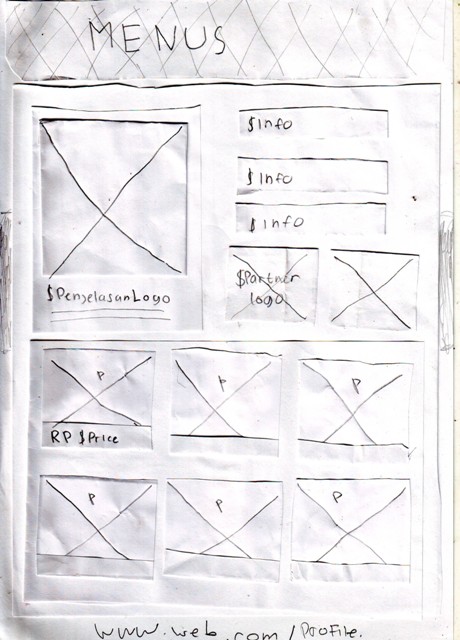 MENUS
$Info
$Info
$Info
$PenjelasanLogo
$Partner
logo
P
P
P
RP $Price
P
P
P
www.web.com/Profile.